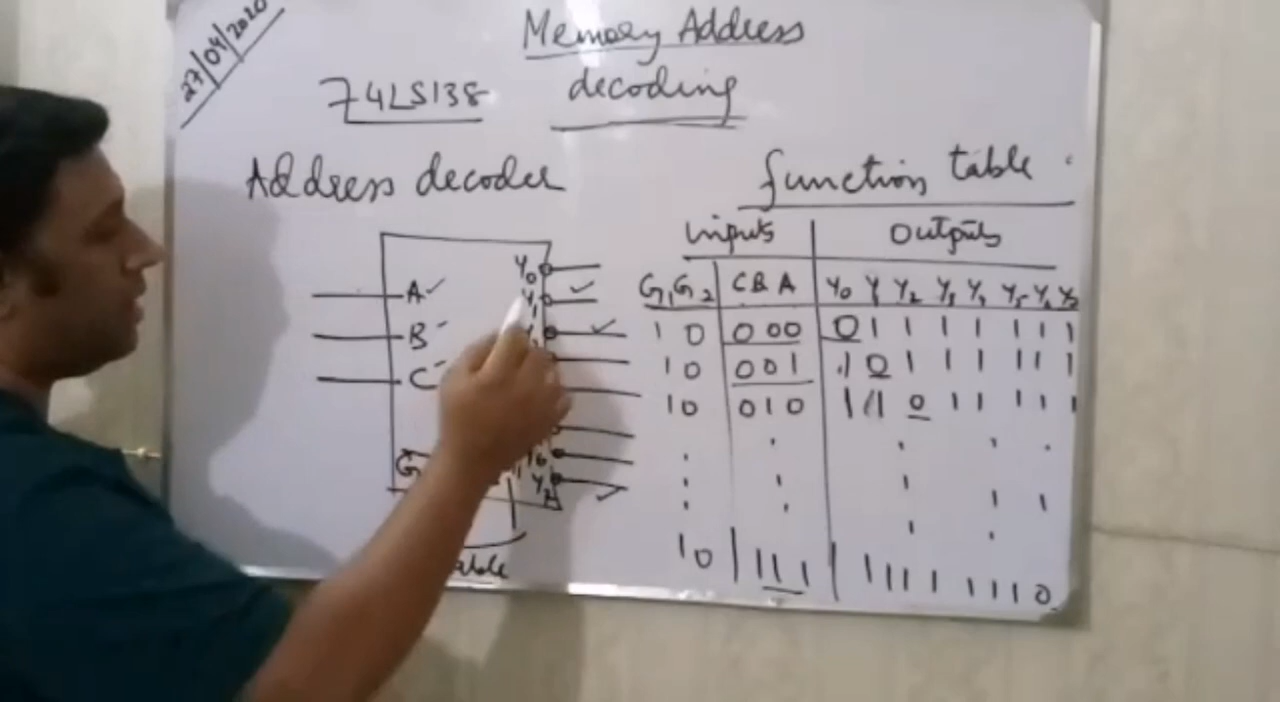 27/04/2020
Memory Address
decoding
74LS138
Address decoder
function table
Inputs Outputs
G₁ G₂ C B A Y₀ Y Y₂ Y₃ Y₄ Y₅ Y₆ Y₇
1 0 0 0 0 0 1 1 1 1 1 1 1
1 0 0 0 1 1 0 1 1 1 1 1 1
1 0 0 1 0 1 1 0 1 1 1 1 1
1 0 1 1 1 1 1 1 1 1 1 1 0
A
B
C
G
Y₀
Y₁